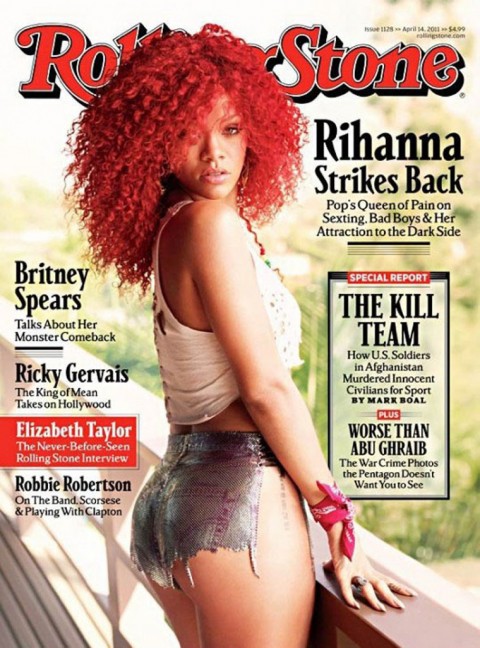 Issue 1128 >> April 14, 2011 >> $4.99
rollingstone.com
Rolling Stone
Rihanna
Strikes Back
Pop's Queen of Pain on
Sexting, Bad Boys & Her
Attraction to the Dark Side
SPECIAL REPORT
THE KILL
TEAM
How U.S. Soldiers
in Afghanistan
Murdered Innocent
Civilians for Sport
BY MARK BOAL
PLUS
WORSE THAN
ABU GHRAIB
The War Crime Photos
the Pentagon Doesn't
Want You to See
Britney
Spears
Talks About Her
Monster Comeback
Ricky Gervais
The King of Mean
Takes on Hollywood
Elizabeth Taylor
The Never-Before-Seen
Rolling Stone Interview
Robbie Robertson
On The Band, Scorsese
& Playing With Clapton